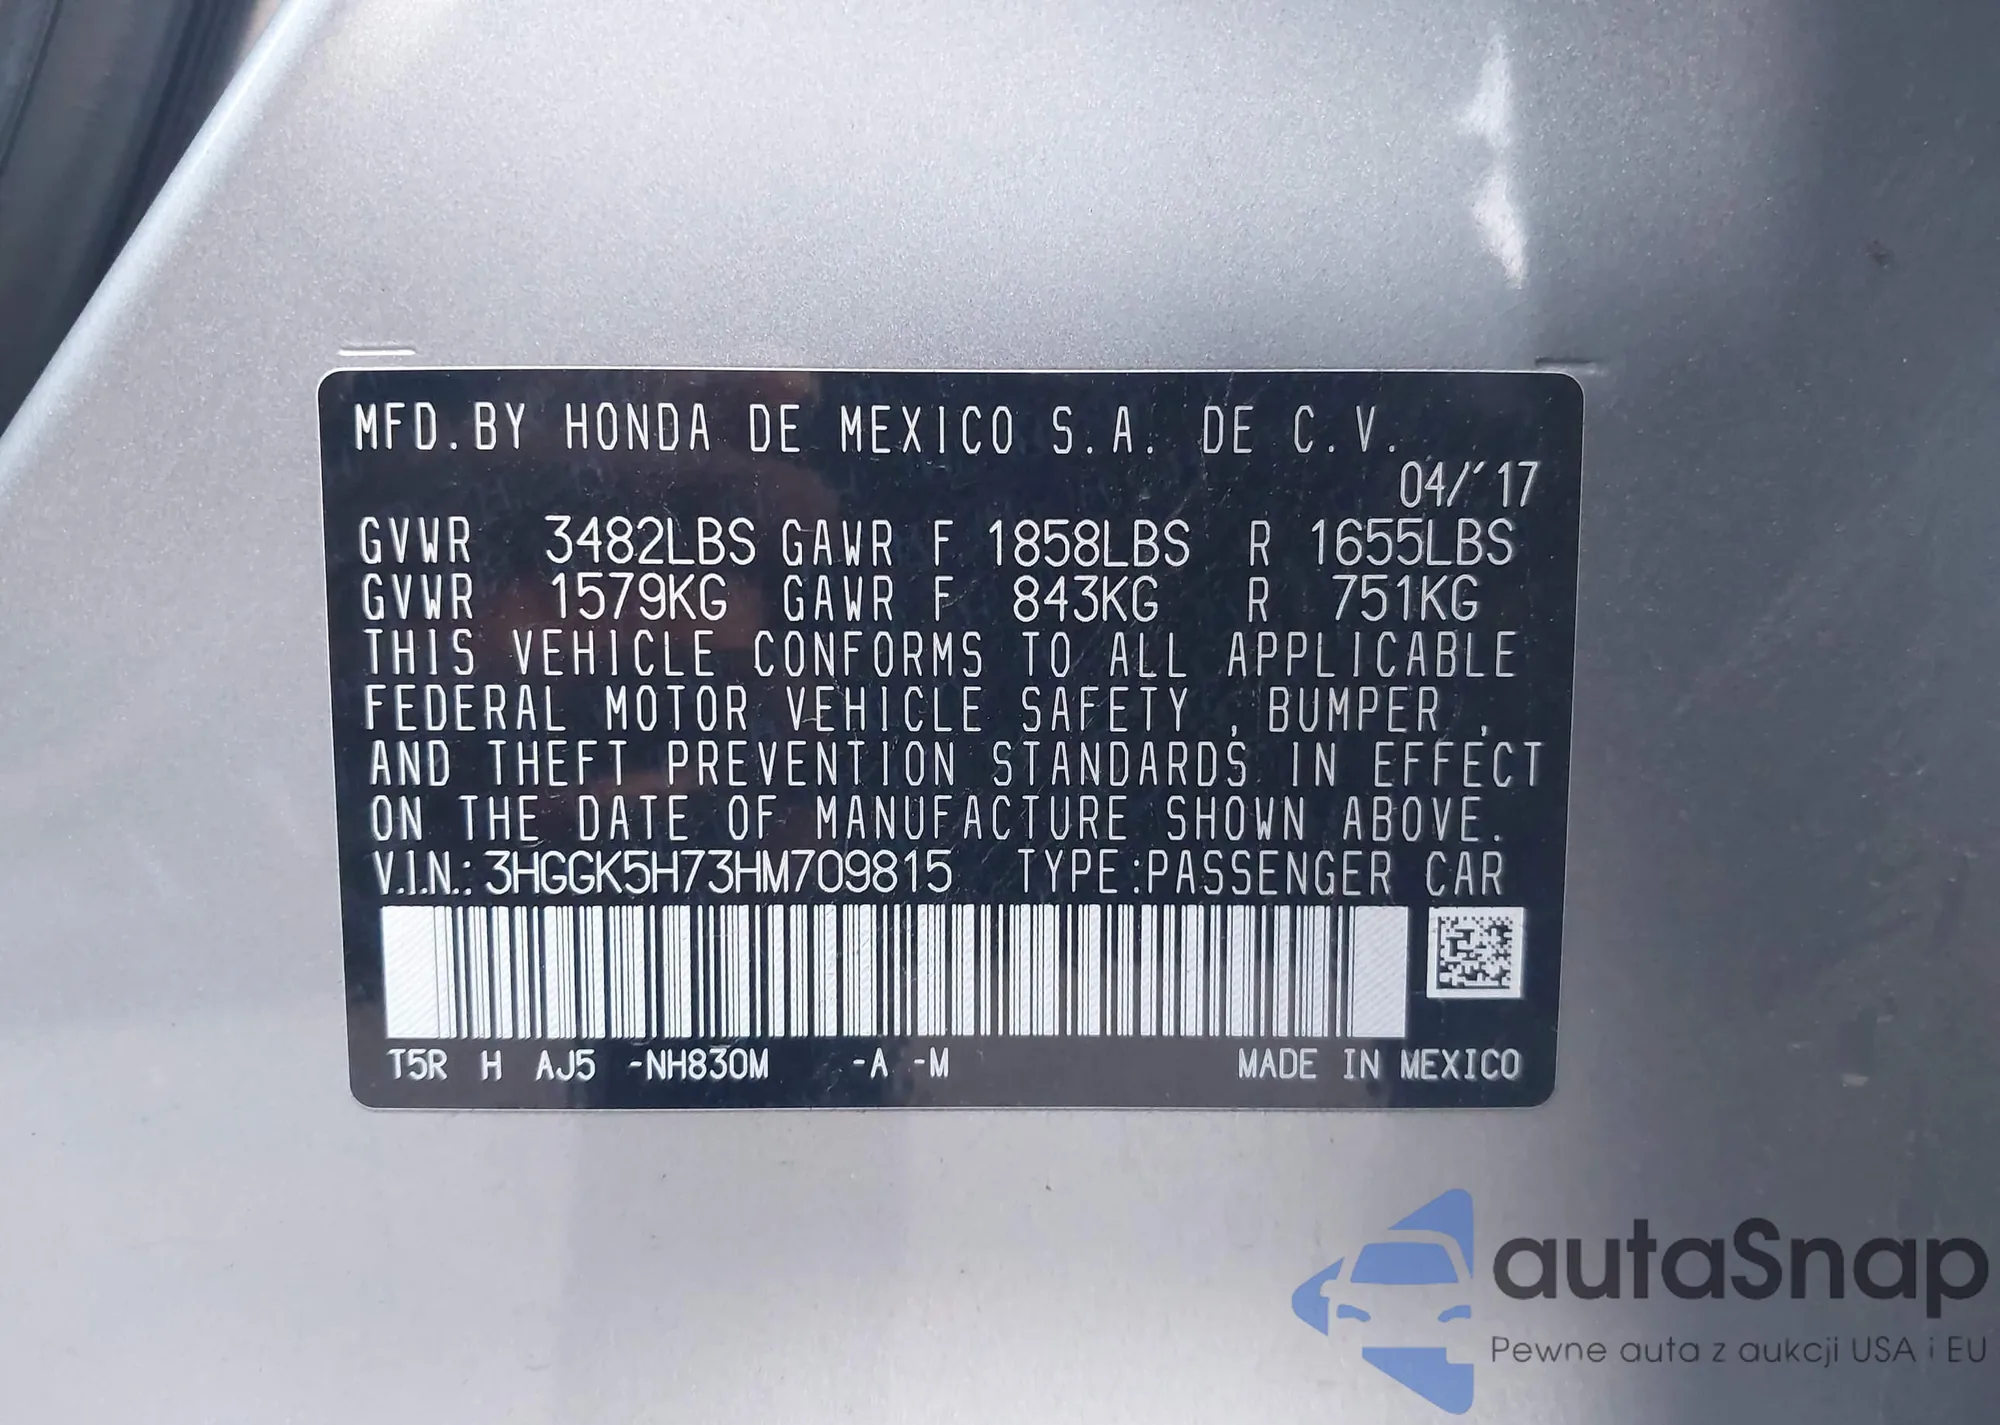 MFD.BY HONDA DE MEXICO S.A. DE C.V.
04/'17
GVWR 3482LBS GAWR F 1858LBS R 1655LBS
GVWR 1579KG GAWR F 843KG R 751KG
THIS VEHICLE CONFORMS TO ALL APPLICABLE
FEDERAL MOTOR VEHICLE SAFETY , BUMPER ,
AND THEFT PREVENTION STANDARDS IN EFFECT
ON THE DATE OF MANUFACTURE SHOWN ABOVE.
V.I.N.: 3HGGK5H73HM709815 TYPE:PASSENGER CAR
T5R H AJ5 -NH830M -A -M MADE IN MEXICO
autaSnap
Pewne auta z aukcji USA i EU